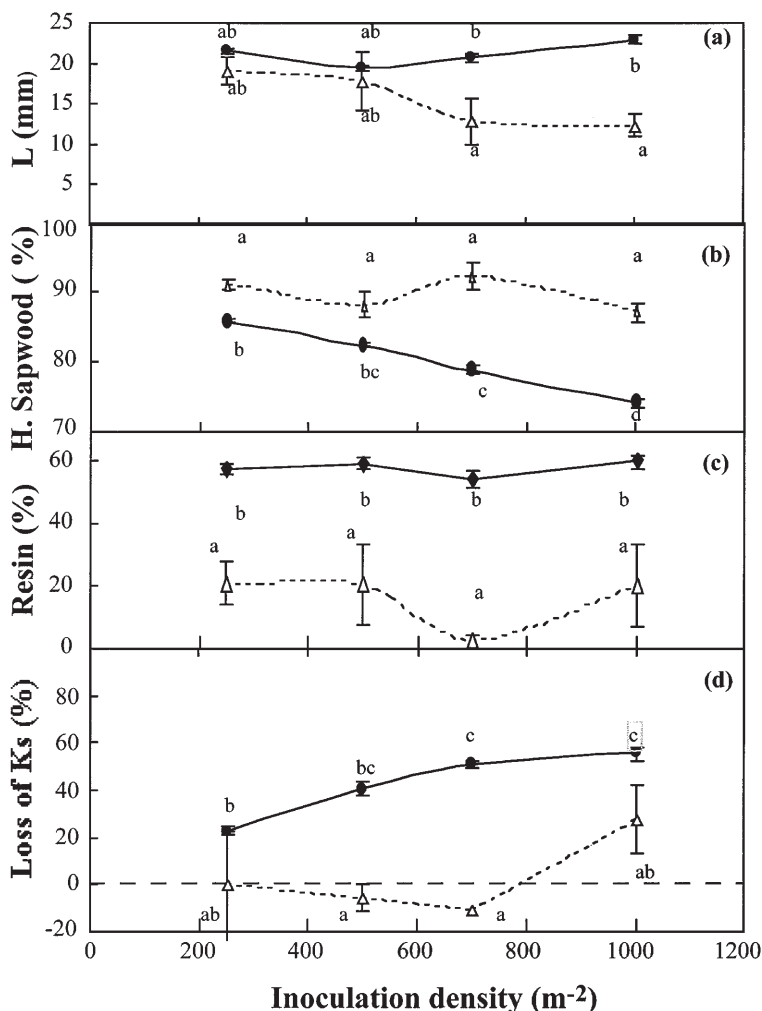 25
ab
ab
b
(a)
20
15
ab
ab
b
10
a
a
5
L (mm)
100
a
a
a
a
(b)
90
80
b
bc
c
d
70
H. Sapwood ( %)
60
(c)
b
b
b
b
40
a
a
a
a
20
0
Resin (%)
80
(d)
60
c
c
40
bc
b
20
0
ab
a
a
ab
-20
Loss of Ks (%)
0 200 400 600 800 1000 1200
Inoculation density (m-2)